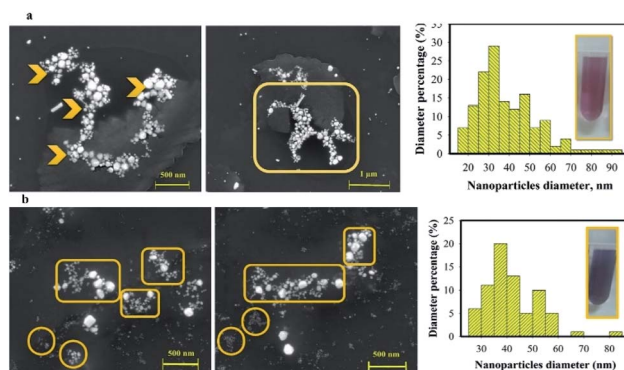 a
500 nm
1 µm
Diameter percentage (%)
35
30
25
20
15
10
5
0
20 30 40 50 60 70 80 90
Nanoparticles diameter, nm
b
500 nm
500 nm
Diameter percentage (%)
25
20
15
10
5
0
30 40 50 60 70 80
Nanoparticles diameter (nm)